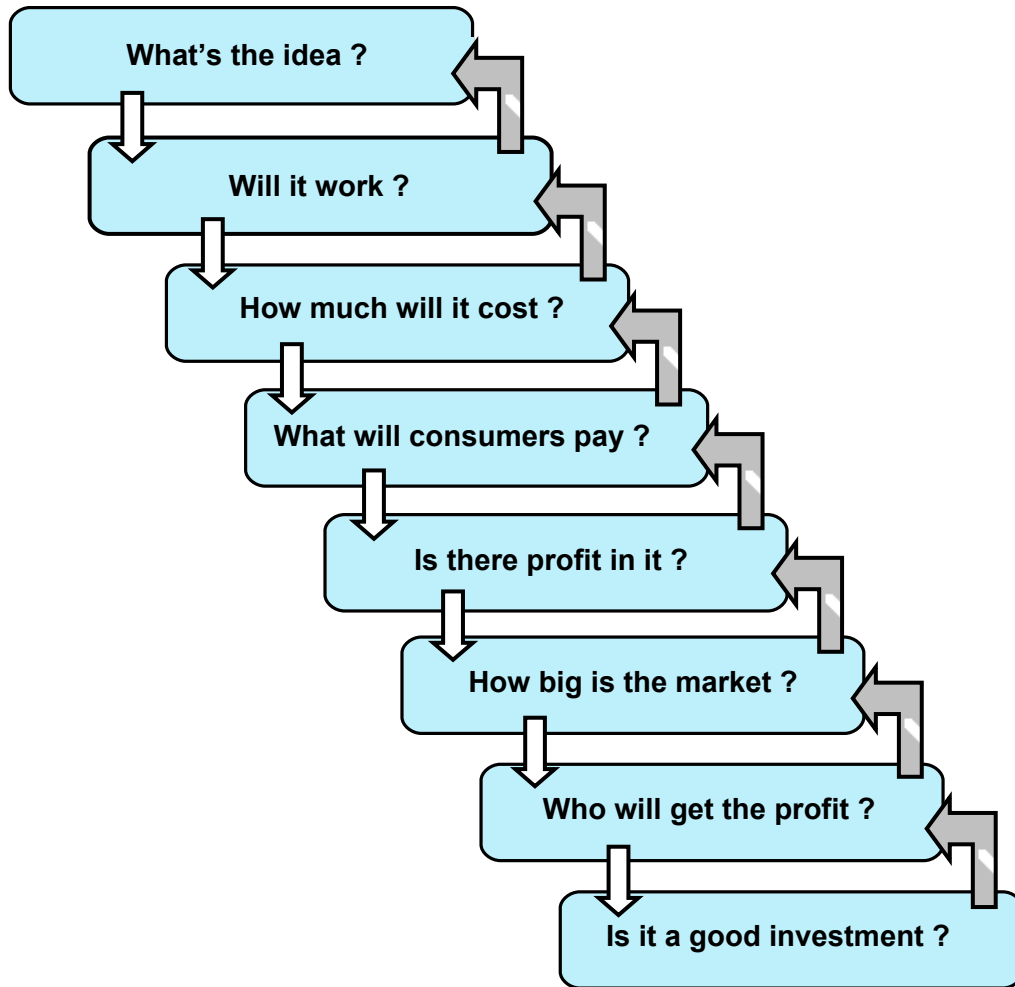 What’s the idea ?
Will it work ?
How much will it cost ?
What will consumers pay ?
Is there profit in it ?
How big is the market ?
Who will get the profit ?
Is it a good investment ?